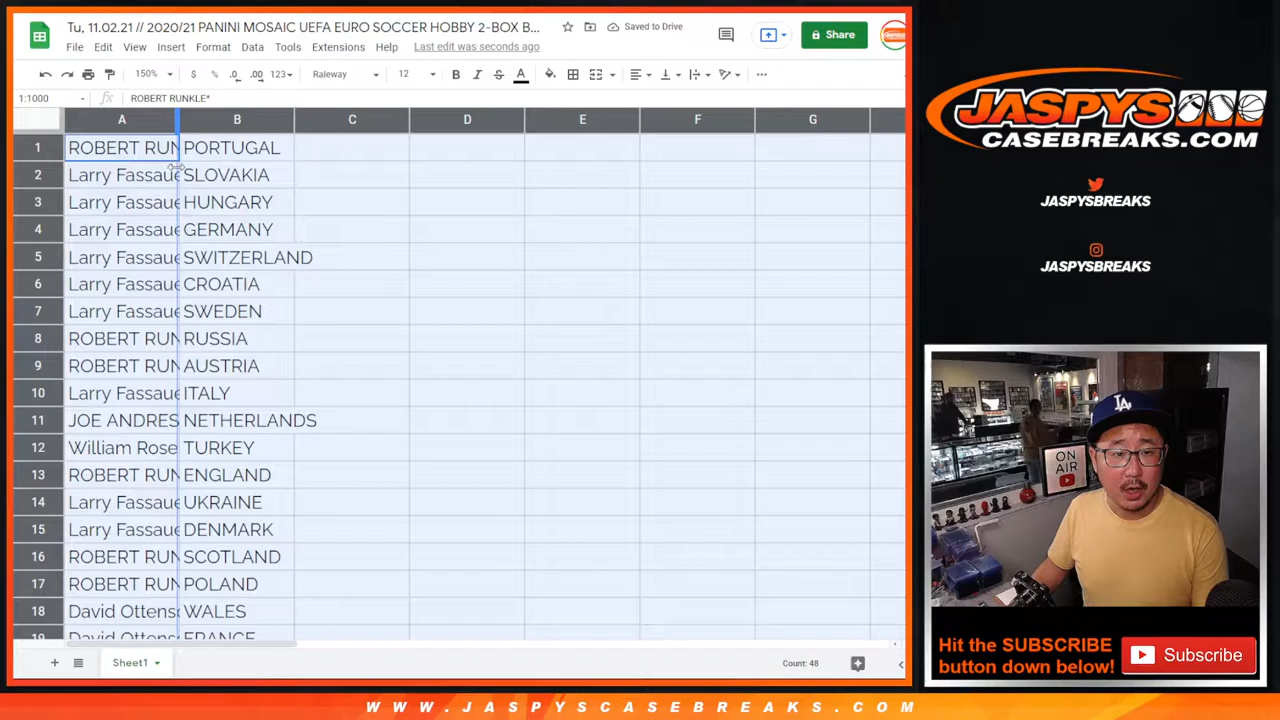 Tu, 11.02.21 // 2020/21 PANINI MOSAIC UEFA EURO SOCCER HOBBY 2-BOX B...
Saved to Drive
Share
File Edit View Insert Format Data Tools Extensions Help Last edit was seconds ago
150% $ % .0 .00 123 Raleway 12 B I S A
1:1000 fx ROBERT RUNKLE*
A B C D E F G
1 ROBERT RUN PORTUGAL
2 Larry Fassaue SLOVAKIA
3 Larry Fassaue HUNGARY
4 Larry Fassaue GERMANY
5 Larry Fassaue SWITZERLAND
6 Larry Fassaue CROATIA
7 Larry Fassaue SWEDEN
8 ROBERT RUN RUSSIA
9 ROBERT RUN AUSTRIA
10 Larry Fassaue ITALY
11 JOE ANDRES NETHERLANDS
12 William Rose TURKEY
13 ROBERT RUN ENGLAND
14 Larry Fassaue UKRAINE
15 Larry Fassaue DENMARK
16 ROBERT RUN SCOTLAND
17 ROBERT RUN POLAND
18 David Ottens WALES
19 David Ottens FRANCE
Sheet1
Count: 48
JASPYS
CASEBREAKS.COM
JASPYSBREAKS
JASPYSBREAKS
LA
ON
AIR
Hit the SUBSCRIBE
button down below!
Subscribe
WWW.JASPYSCASEBREAKS.COM